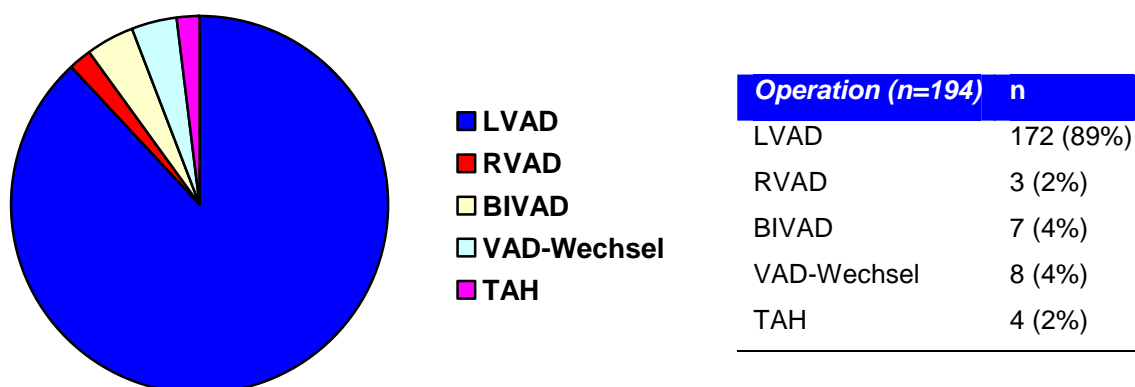 LVAD
RVAD
BIVAD
VAD-Wechsel
TAH
Operation (n=194) n
LVAD 172 (89%)
RVAD 3 (2%)
BIVAD 7 (4%)
VAD-Wechsel 8 (4%)
TAH 4 (2%)